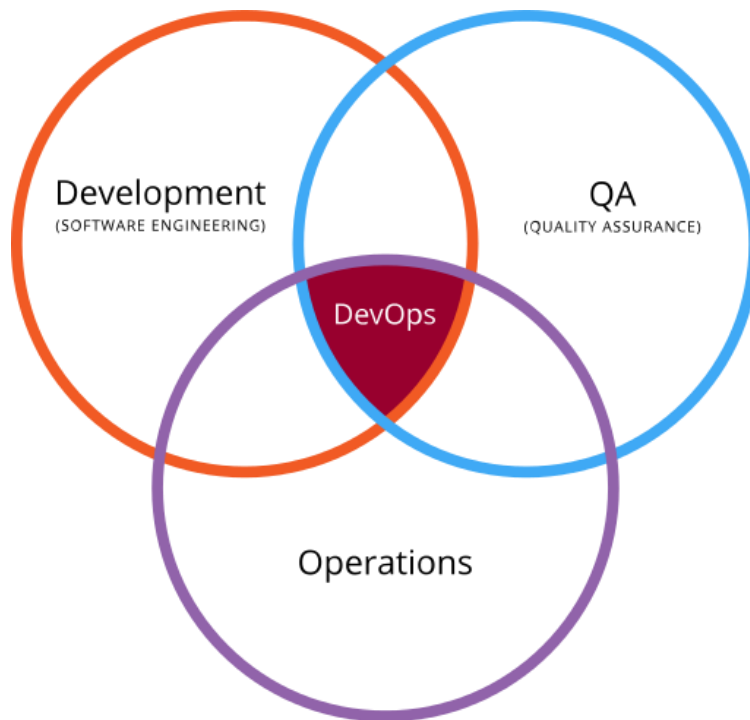 Development
(SOFTWARE ENGINEERING)
QA
(QUALITY ASSURANCE)
DevOps
Operations